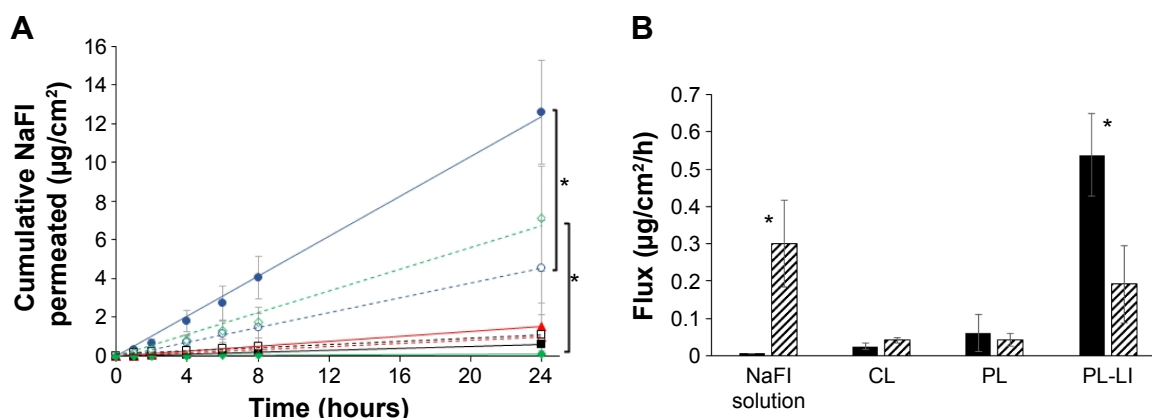 A
Cumulative NaFI
permeated (µg/cm²)
16
14
12
10
8
6
4
2
0
*
*
0 4 8 12 16 20 24
Time (hours)
B
Flux (µg/cm²/h)
0.7
0.6
0.5
0.4
0.3
0.2
0.1
0
*
*
NaFI
solution
CL
PL
PL-LI